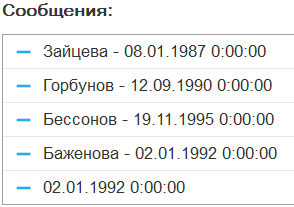 Сообщения:
Зайцева - 08.01.1987 0:00:00
Горбунов - 12.09.1990 0:00:00
Бессонов - 19.11.1995 0:00:00
Баженова - 02.01.1992 0:00:00
02.01.1992 0:00:00